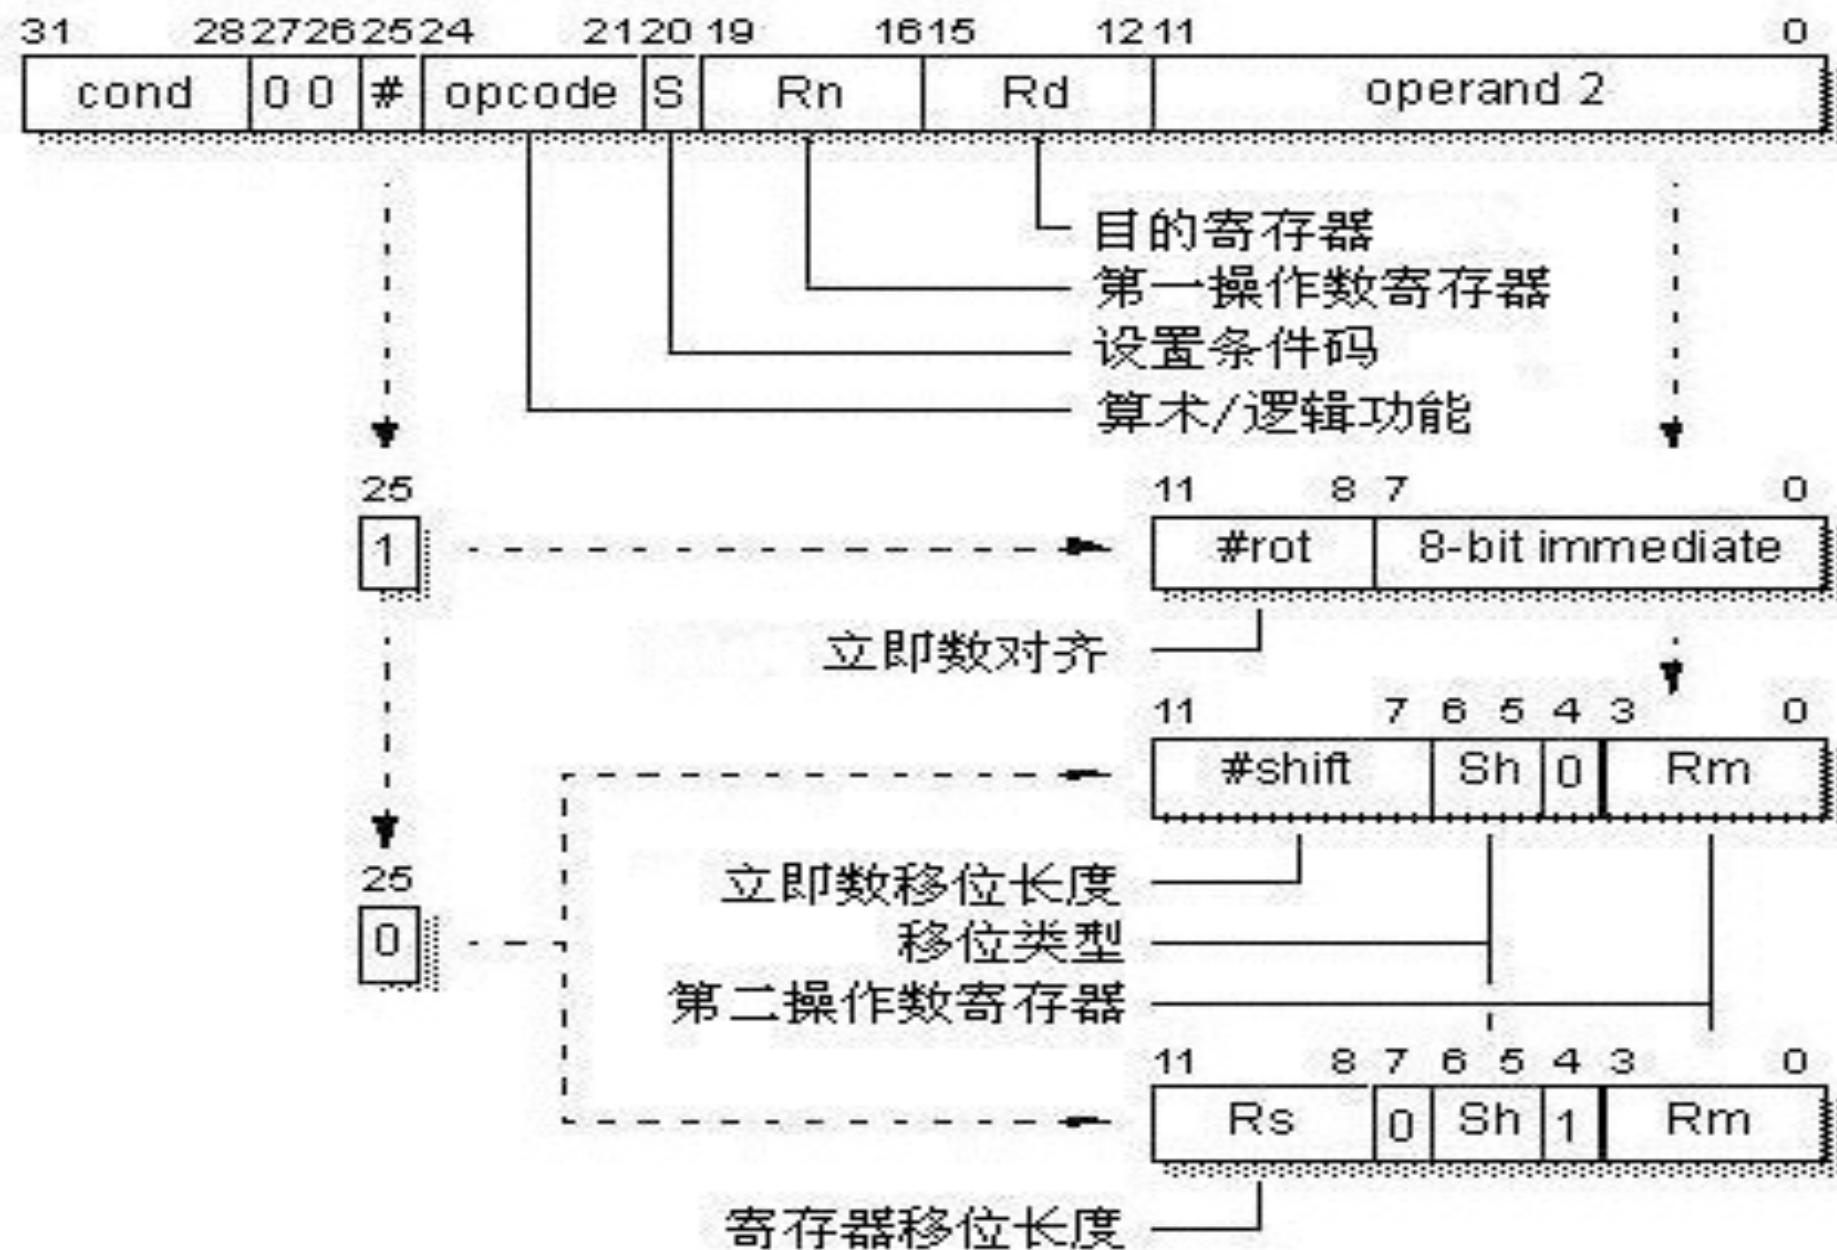 31 28 27 26 25 24 21 20 19 16 15 12 11 0
cond 0 0 # opcode S Rn Rd operand 2
目的寄存器
第一操作数寄存器
设置条件码
算术/逻辑功能
25 11 8 7 0
1 #rot 8-bit immediate
立即数对齐
11 7 6 5 4 3 0
#shift Sh 0 Rm
立即数移位长度
25
0
移位类型
第二操作数寄存器
11 8 7 6 5 4 3 0
Rs 0 Sh 1 Rm
寄存器移位长度